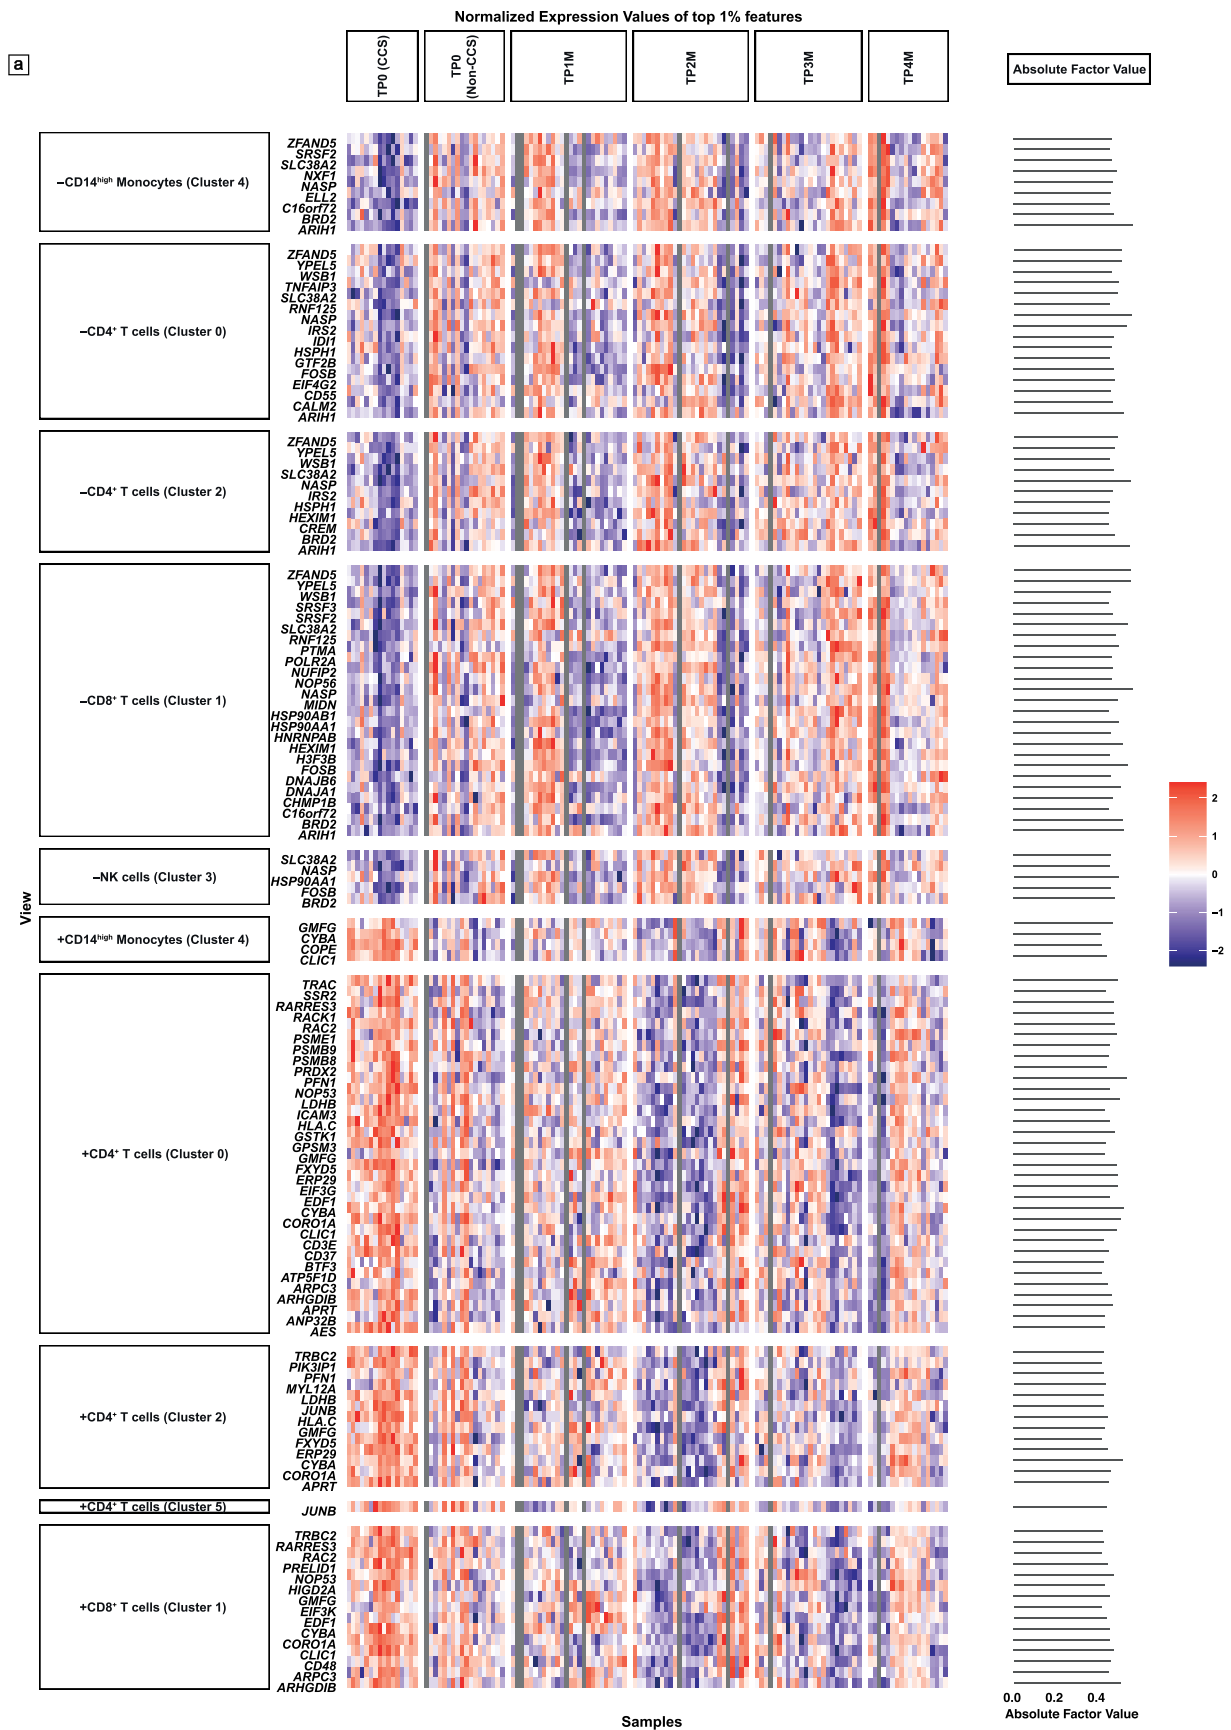 Normalized Expression Values of top 1% features
a
TP0 (CCS)
TP0
(Non-CCS)
TP1M
TP2M
TP3M
TP4M
Absolute Factor Value
–CD14high Monocytes (Cluster 4)
ZFAND5
SRSF2
SLC38A2
NXF1
NASP
ELL2
C16orf72
BRD2
ARIH1
–CD4+ T cells (Cluster 0)
ZFAND5
YPEL5
WSB1
TNFAIP3
SLC38A2
RNF125
NASP
IRS2
IDI1
HSPH1
GTF2B
FOSB
EIF4G2
CD55
CALM2
ARIH1
–CD4+ T cells (Cluster 2)
ZFAND5
YPEL5
WSB1
SLC38A2
NASP
IRS2
HSPH1
HEXIM1
CREM
BRD2
ARIH1
–CD8+ T cells (Cluster 1)
ZFAND5
YPEL5
WSB1
SRSF3
SRSF2
SLC38A2
RNF125
PTMA
POLR2A
NUFIP2
NOP56
NASP
MIDN
HSP90AB1
HSP90AA1
HNRNPAB
HEXIM1
H3F3B
FOSB
DNAJB6
DNAJA1
CHMP1B
C16orf72
BRD2
ARIH1
–NK cells (Cluster 3)
SLC38A2
NASP
HSP90AA1
FOSB
BRD2
View
+CD14high Monocytes (Cluster 4)
GMFG
CYBA
COPE
CLIC1
+CD4+ T cells (Cluster 0)
TRAC
SSR2
RARRES3
RACK1
RAC2
PSME1
PSMB9
PSMB8
PRDX2
PFN1
NOP53
LDHB
ICAM3
HLA.C
GSTK1
GPSM3
GMFG
FXYD5
ERP29
EIF3G
EDF1
CYBA
CORO1A
CLIC1
CD3E
CD37
BTF3
ATP5F1D
ARPC3
ARHGDIB
APRT
ANP32B
AES
+CD4+ T cells (Cluster 2)
TRBC2
PIK3IP1
PFN1
MYL12A
LDHB
JUNB
HLA.C
GMFG
FXYD5
ERP29
CYBA
CORO1A
APRT
+CD4+ T cells (Cluster 5)
JUNB
+CD8+ T cells (Cluster 1)
TRBC2
RARRES3
RAC2
PRELID1
NOP53
HIGD2A
GMFG
EIF3K
EDF1
CYBA
CORO1A
CLIC1
CD48
ARPC3
ARHGDIB
2
1
0
–1
–2
0.0 0.2 0.4
Absolute Factor Value
Samples